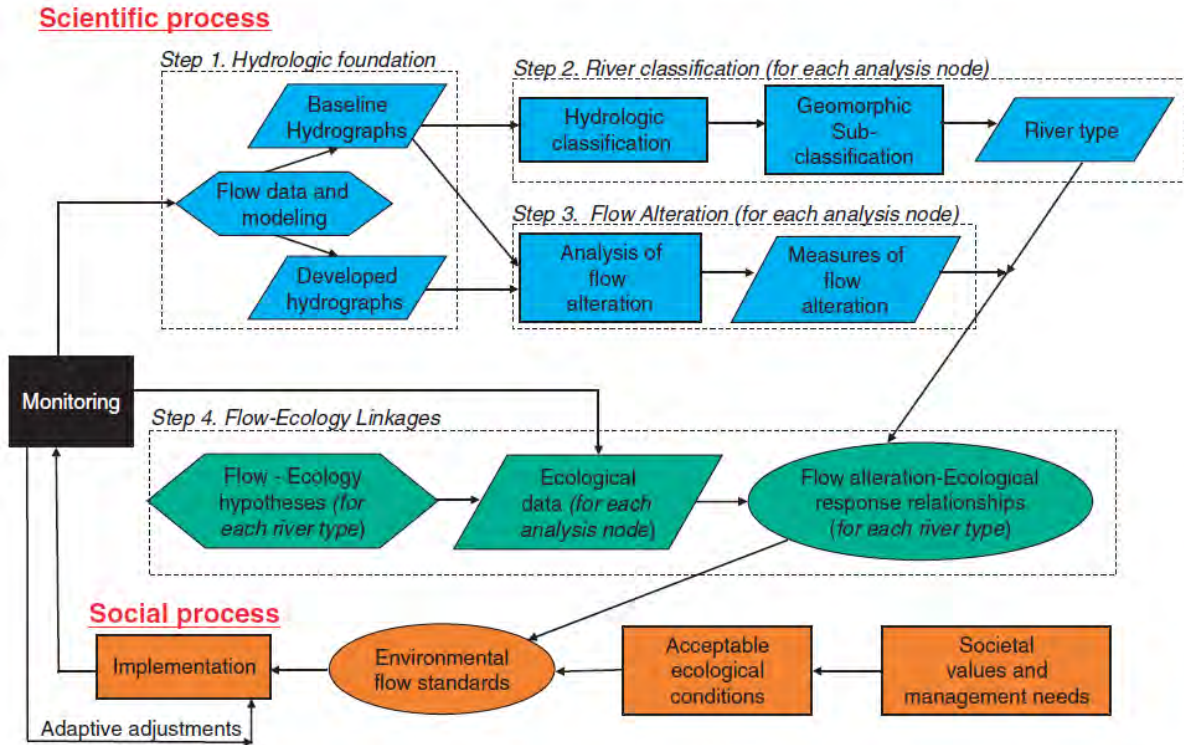 Scientific process
Step 1. Hydrologic foundation
Baseline
Hydrographs
Flow data and
modeling
Developed
hydrographs
Step 2. River classification (for each analysis node)
Hydrologic
classification
Geomorphic
Sub-
classification
River type
Step 3. Flow Alteration (for each analysis node)
Analysis of
flow
alteration
Measures of
flow
alteration
Monitoring
Step 4. Flow-Ecology Linkages
Flow - Ecology
hypotheses (for
each river type)
Ecological
data (for each
analysis node)
Flow alteration-Ecological
response relationships
(for each river type)
Social process
Implementation
Environmental
flow standards
Acceptable
ecological
conditions
Societal
values and
management needs
Adaptive adjustments